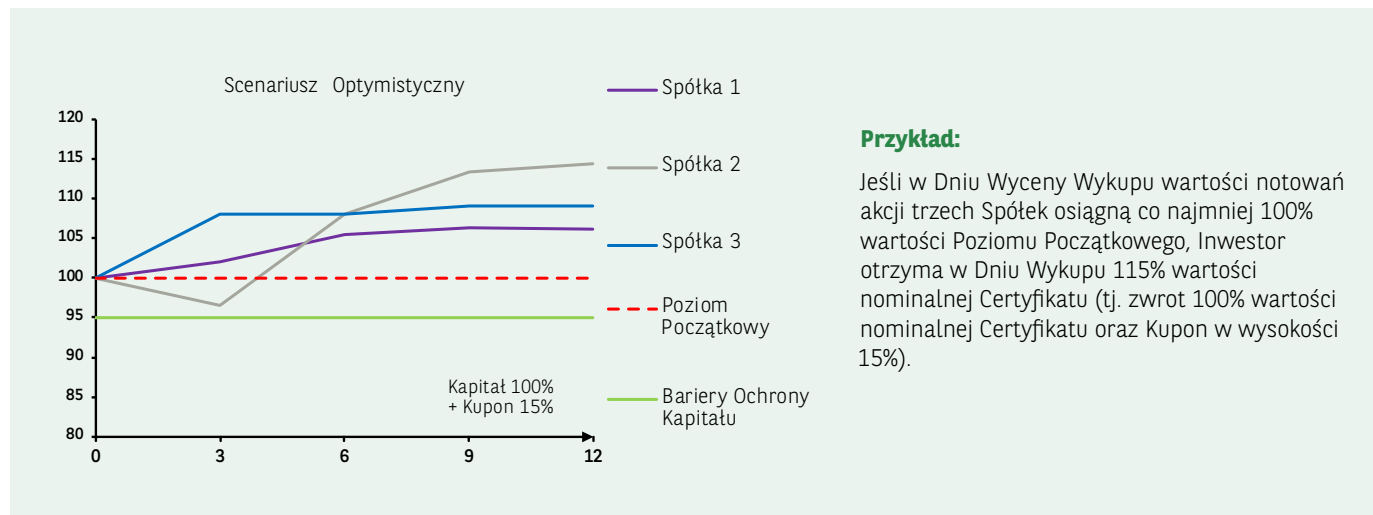 Scenariusz Optymistyczny
120
115
110
105
100
95
90
85
80
0
3
6
9
12
Kapitał 100%
+ Kupon 15%
Spółka 1
Spółka 2
Spółka 3
Poziom
Początkowy
Bariery Ochrony
Kapitału
Przykład:
Jeśli w Dniu Wyceny Wykupu wartości notowań
akcji trzech Spółek osiągną co najmniej 100%
wartości Poziomu Początkowego, Inwestor
otrzyma w Dniu Wykupu 115% wartości
nominalnej Certyfikatu (tj. zwrot 100% wartości
nominalnej Certyfikatu oraz Kupon w wysokości
15%).